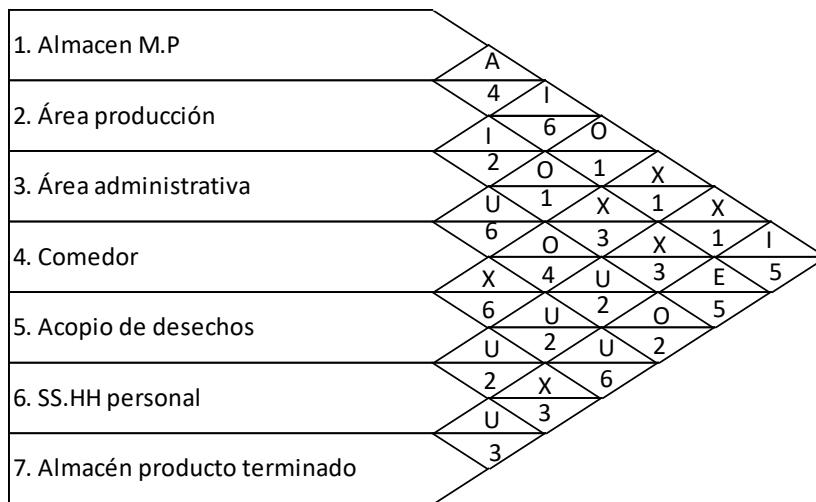 1. Almacen M.P
A
4 I
2. Área producción
I 6 O
2 O 1 X
3. Área administrativa
U 1 X 1 X
6 O 3 X 1 I
4. Comedor
X 4 U 3 E 5
6 U 2 O 5
5. Acopio de desechos
U 2 U 2
2 X 6
6. SS.HH personal
U 3
3
7. Almacén producto terminado